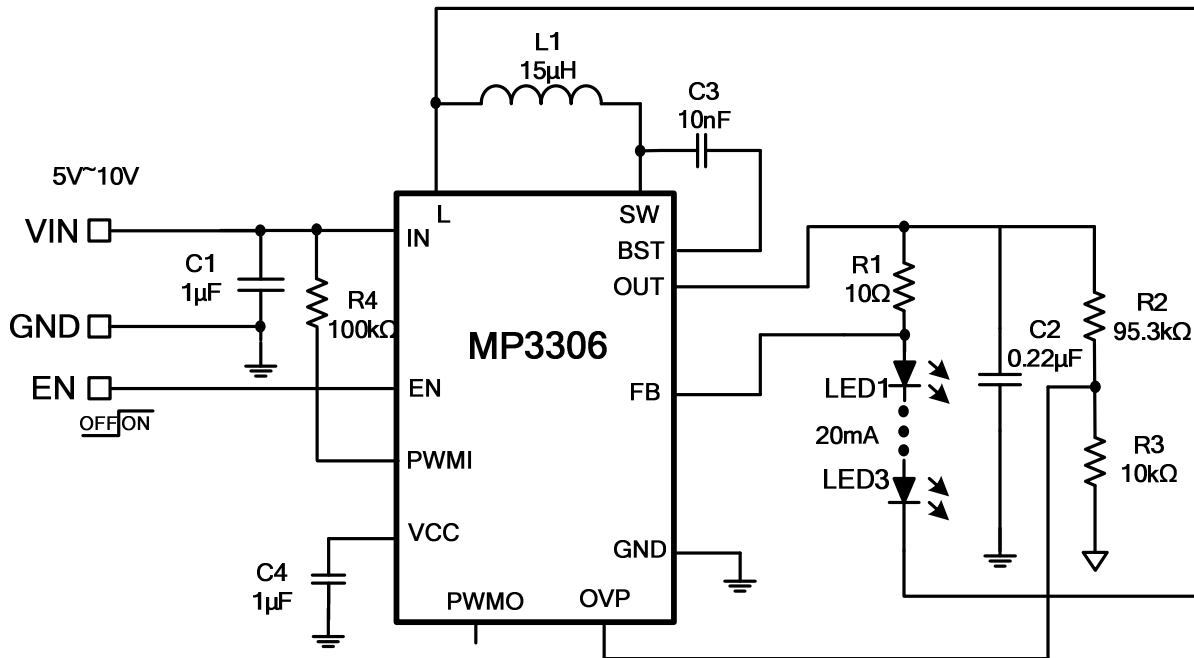 L1
15µH
C3
10nF
5V~10V
VIN
C1
1µF
GND
R4
100kΩ
EN
OFF ON
MP3306
L
SW
IN
BST
OUT
EN
FB
PWMI
VCC
GND
PWMO
OVP
C4
1µF
R1
10Ω
LED1
20mA
LED3
C2
0.22µF
R2
95.3kΩ
R3
10kΩ